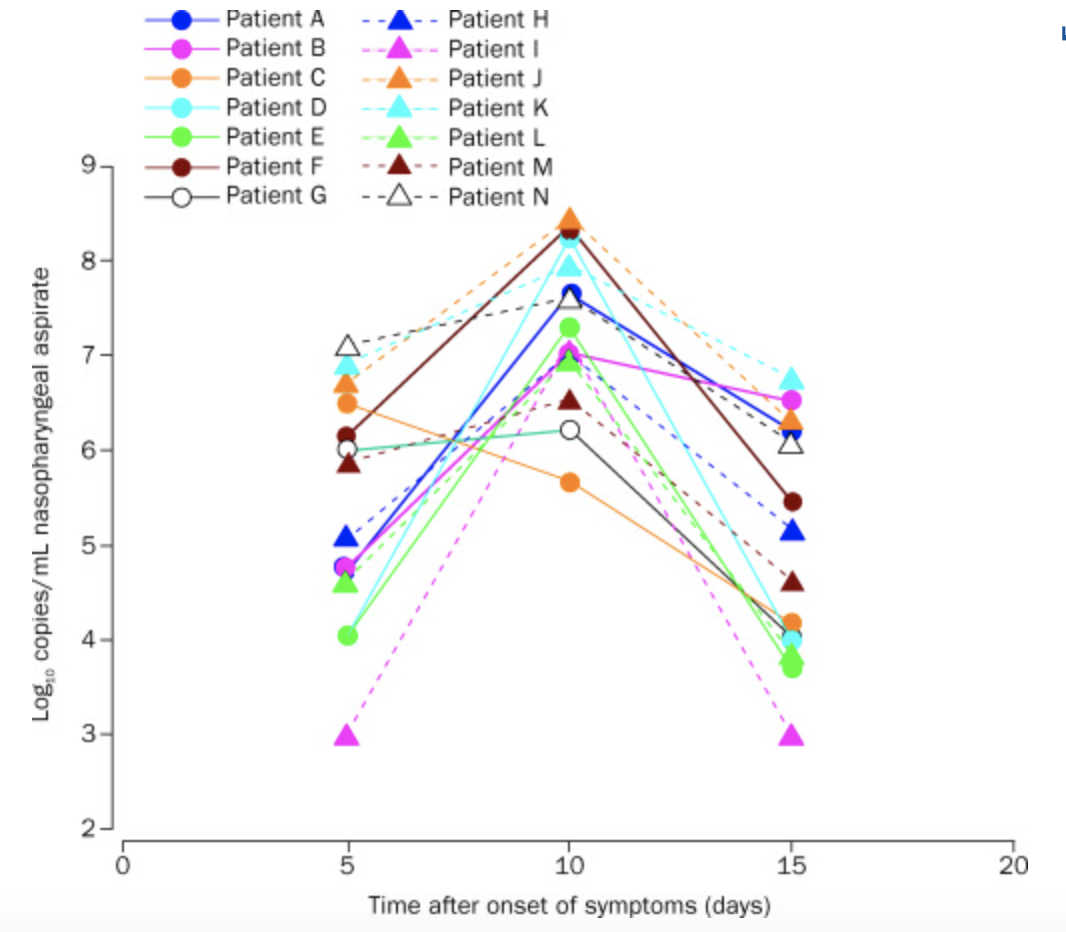 Patient A
Patient B
Patient C
Patient D
Patient E
Patient F
Patient G
Patient H
Patient I
Patient J
Patient K
Patient L
Patient M
Patient N
Log₁₀ copies/mL nasopharyngeal aspirate
9
8
7
6
5
4
3
2
0 5 10 15 20
Time after onset of symptoms (days)